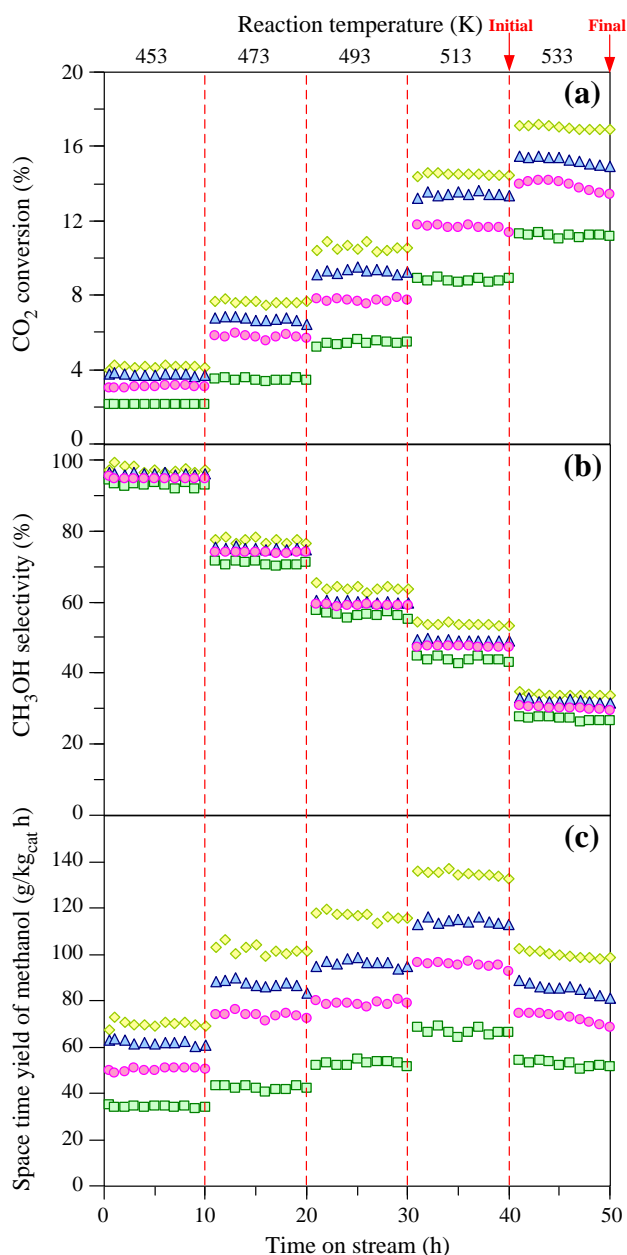 Reaction temperature (K) Initial Final
453 473 493 513 533
20
(a)
16
12
8
4
0
CO2 conversion (%)
100
(b)
80
60
40
20
0
CH3OH selectivity (%)
(c)
140
120
100
80
60
40
20
0
Space time yield of methanol (g/kgcat h)
0 10 20 30 40 50
Time on stream (h)